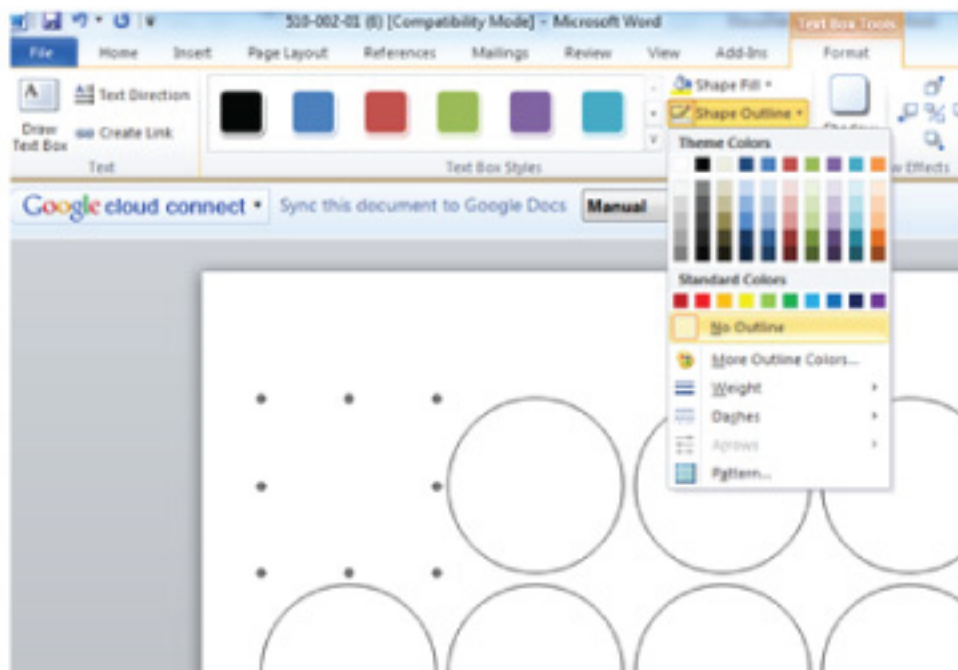 510-002-01 (6) [Compatibility Mode] - Microsoft Word
Text Box Tools
File Home Insert Page Layout References Mailings Review View Add-Ins Format
A Text Direction
Draw Text Box
Create Link
Text
Text Box Styles
Shape Fill
Shape Outline
Effects
Google cloud connect
Sync this document to Google Docs
Manual
Theme Colors
Standard Colors
No Outline
More Outline Colors...
Weight
Dashes
Arrows
Pattern...